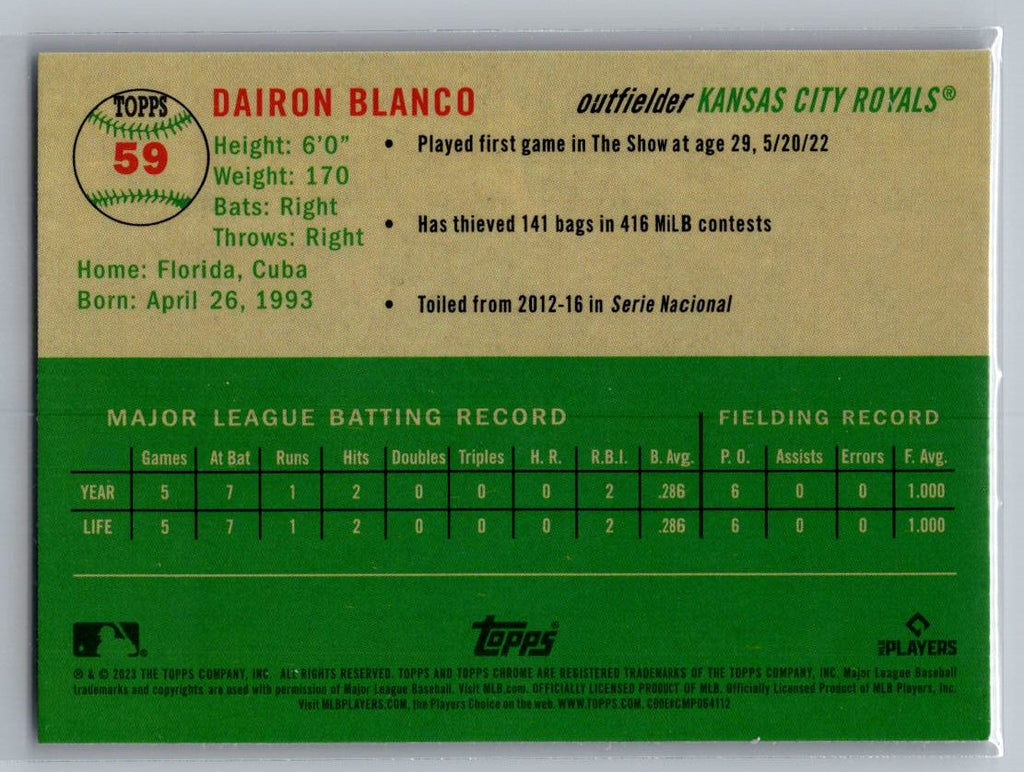 TOPPS
59
DAIRON BLANCO
outfielder KANSAS CITY ROYALS®
Height: 6'0"
Weight: 170
Bats: Right
Throws: Right
Home: Florida, Cuba
Born: April 26, 1993
• Played first game in The Show at age 29, 5/20/22
• Has thieved 141 bags in 416 MiLB contests
• Toiled from 2012-16 in Serie Nacional
MAJOR LEAGUE BATTING RECORD FIELDING RECORD
Games At Bat Runs Hits Doubles Triples H. R. R.B.I. B. Avg. P. O. Assists Errors F. Avg.
YEAR 5 7 1 2 0 0 0 2 .286 6 0 0 1.000
LIFE 5 7 1 2 0 0 0 2 .286 6 0 0 1.000
Topps®
MLB PLAYERS
® & © 2023 THE TOPPS COMPANY, INC. ALL RIGHTS RESERVED. TOPPS AND TOPPS CHROME ARE REGISTERED TRADEMARKS OF THE TOPPS COMPANY, INC. Major League Baseball
trademarks and copyrights are used with permission of Major League Baseball. Visit MLB.com. OFFICIALLY LICENSED PRODUCT OF MLB. Officially Licensed Product of MLB Players, Inc.
Visit MLBPLAYERS.COM, the Players Choice on the web. WWW.TOPPS.COM. CODE#CMP064112